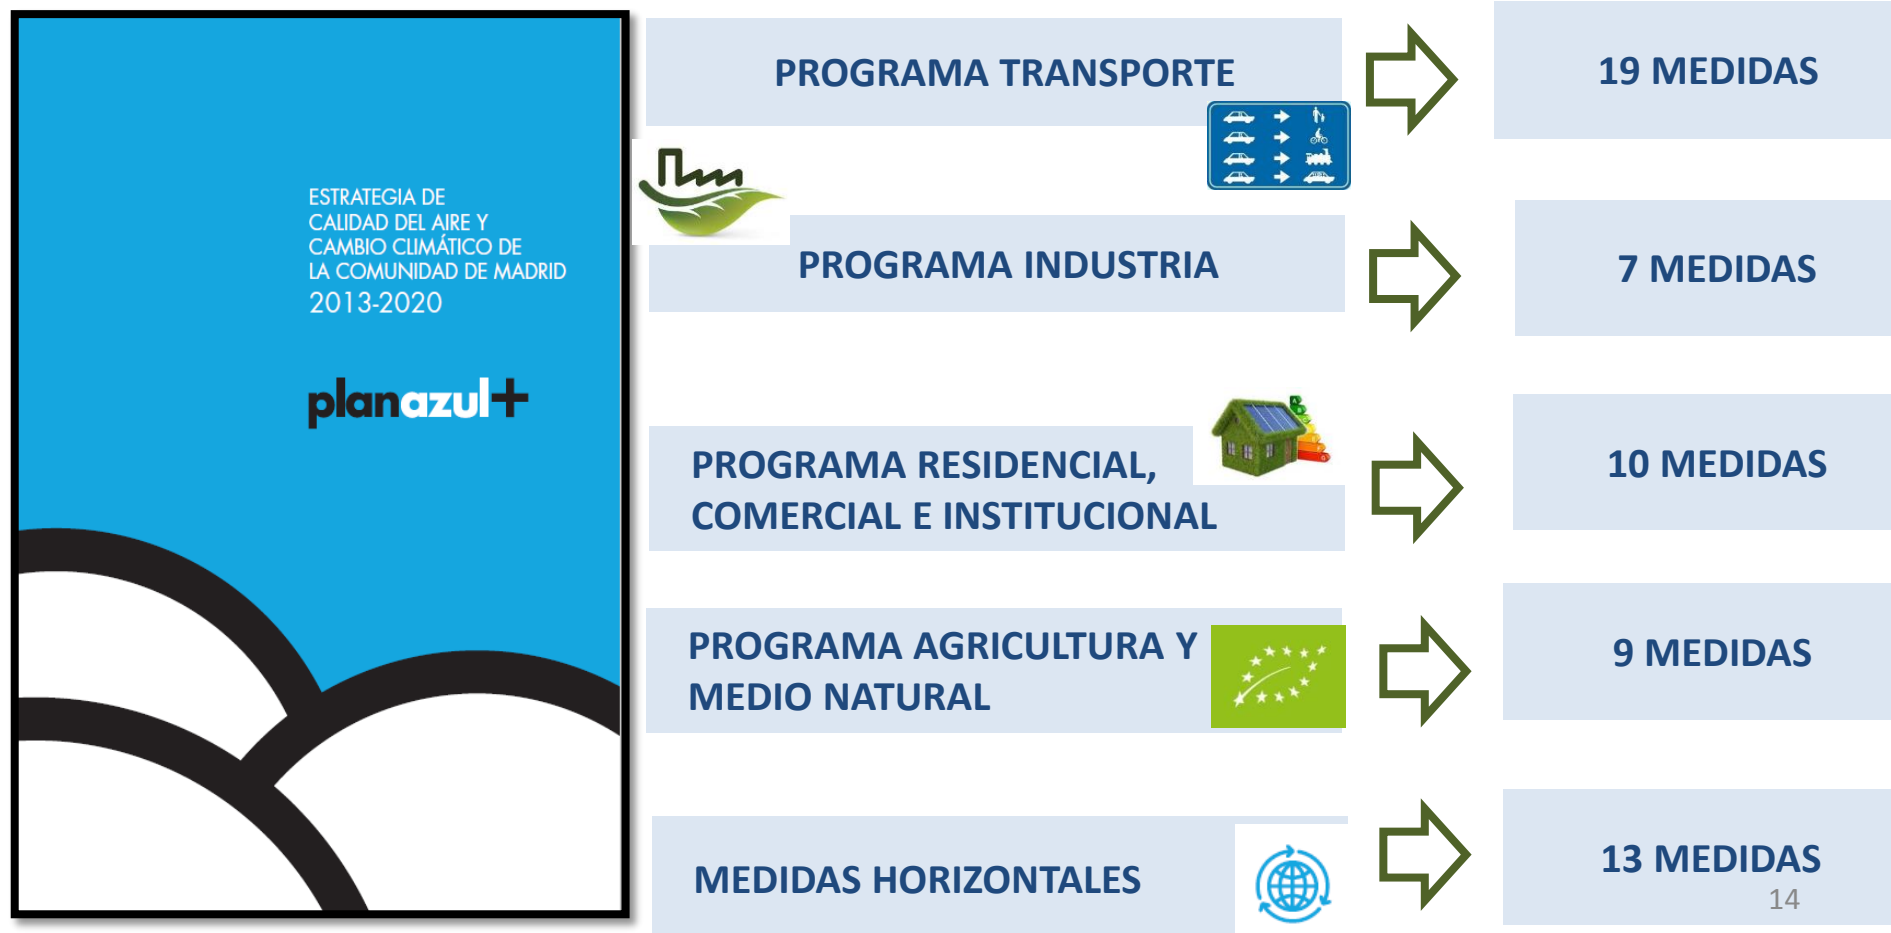 ESTRATEGIA DE
CALIDAD DEL AIRE Y
CAMBIO CLIMÁTICO DE
LA COMUNIDAD DE MADRID
2013-2020
planazul+
PROGRAMA TRANSPORTE
19 MEDIDAS
PROGRAMA INDUSTRIA
7 MEDIDAS
PROGRAMA RESIDENCIAL,
COMERCIAL E INSTITUCIONAL
10 MEDIDAS
PROGRAMA AGRICULTURA Y
MEDIO NATURAL
9 MEDIDAS
MEDIDAS HORIZONTALES
13 MEDIDAS
14